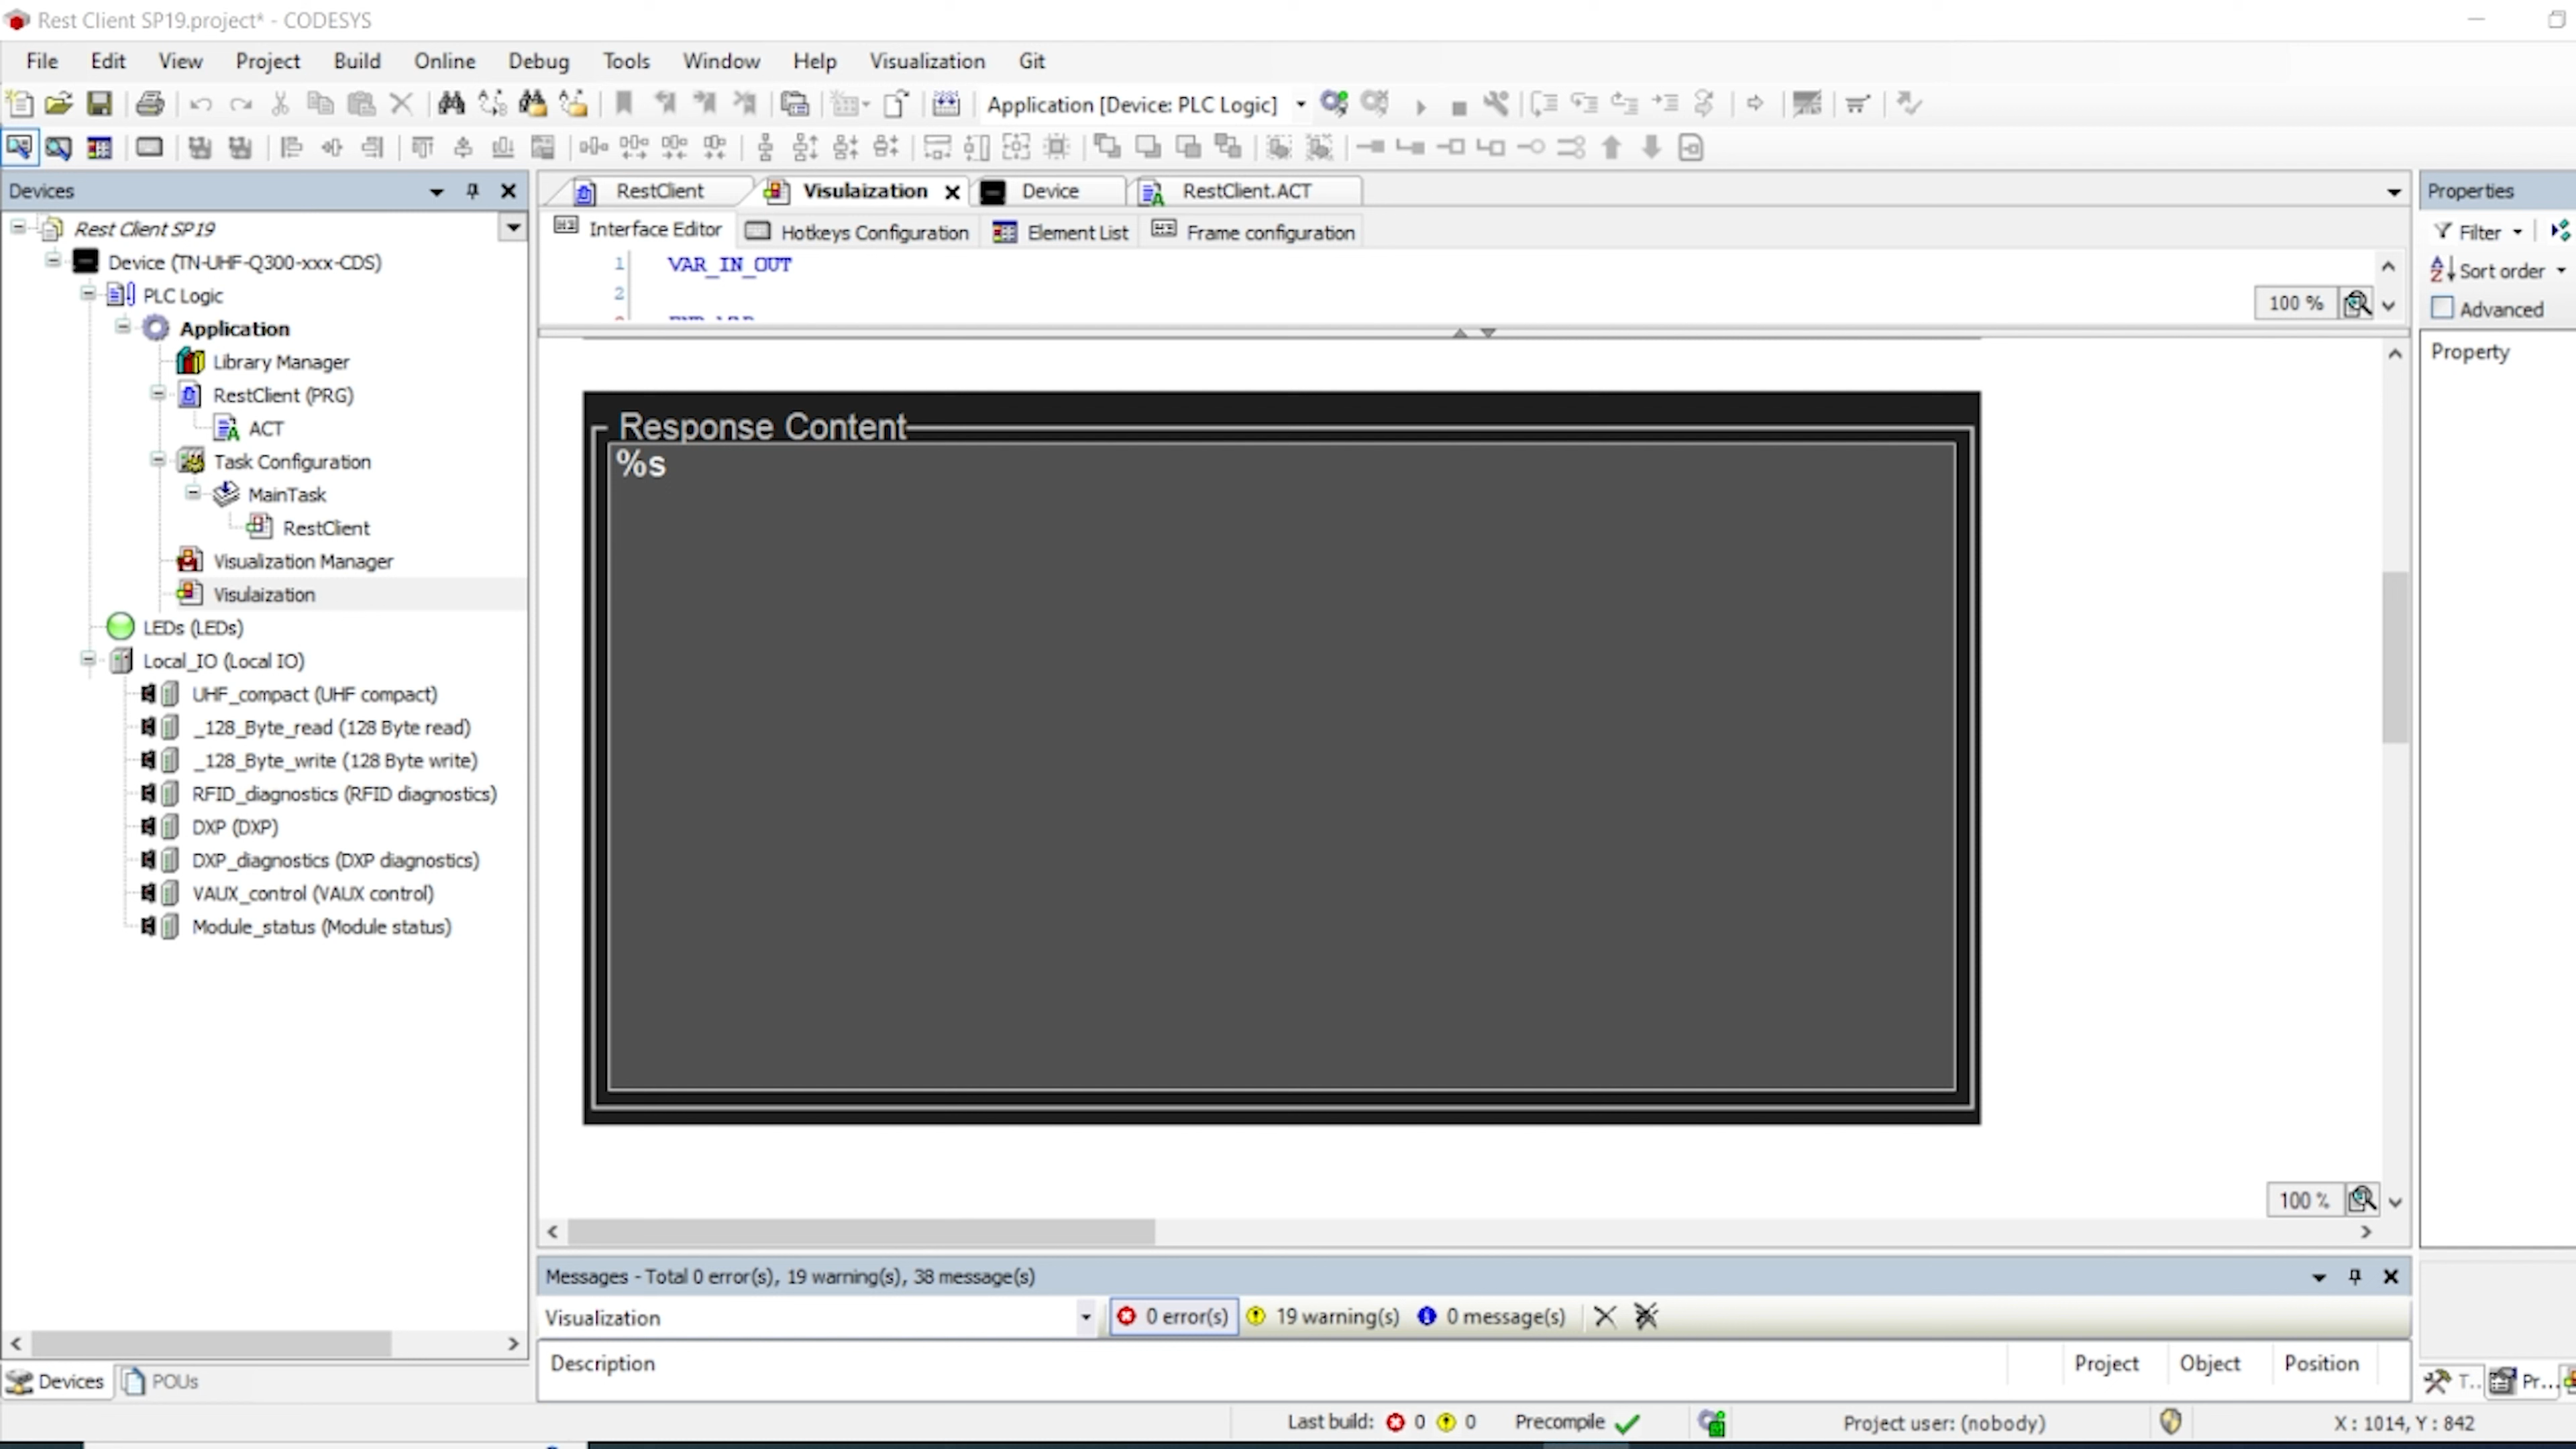 Rest Client SP19.project* - CODESYS
File Edit View Project Build Online Debug Tools Window Help Visualization Git
Application [Device: PLC Logic]
Devices
Rest Client SP19
Device (TN-UHF-Q300-xxx-CDS)
PLC Logic
Application
Library Manager
RestClient (PRG)
ACT
Task Configuration
MainTask
RestClient
Visualization Manager
Visulaization
LEDs (LEDs)
Local_IO (Local IO)
UHF_compact (UHF compact)
_128_Byte_read (128 Byte read)
_128_Byte_write (128 Byte write)
RFID_diagnostics (RFID diagnostics)
DXP (DXP)
DXP_diagnostics (DXP diagnostics)
VAUX_control (VAUX control)
Module_status (Module status)
Devices POUs
RestClient Visulaization Device RestClient.ACT
Interface Editor Hotkeys Configuration Element List Frame configuration
1 VAR_IN_OUT
2
100 %
Response Content
%s
100 %
Messages - Total 0 error(s), 19 warning(s), 38 message(s)
Visualization 0 error(s) 19 warning(s) 0 message(s)
Description Project Object Position
Properties
Filter
Sort order
Advanced
Property
T... Pr...
Last build: 0 0 Precompile Project user: (nobody) X : 1014, Y : 842